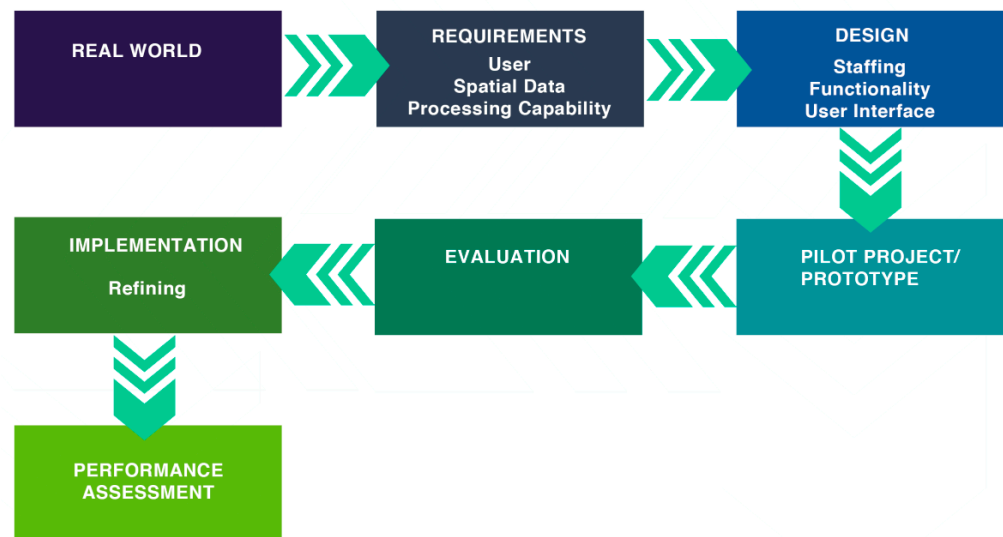 REAL WORLD
REQUIREMENTS
User
Spatial Data
Processing Capability
DESIGN
Staffing
Functionality
User Interface
IMPLEMENTATION
Refining
EVALUATION
PILOT PROJECT/
PROTOTYPE
PERFORMANCE
ASSESSMENT